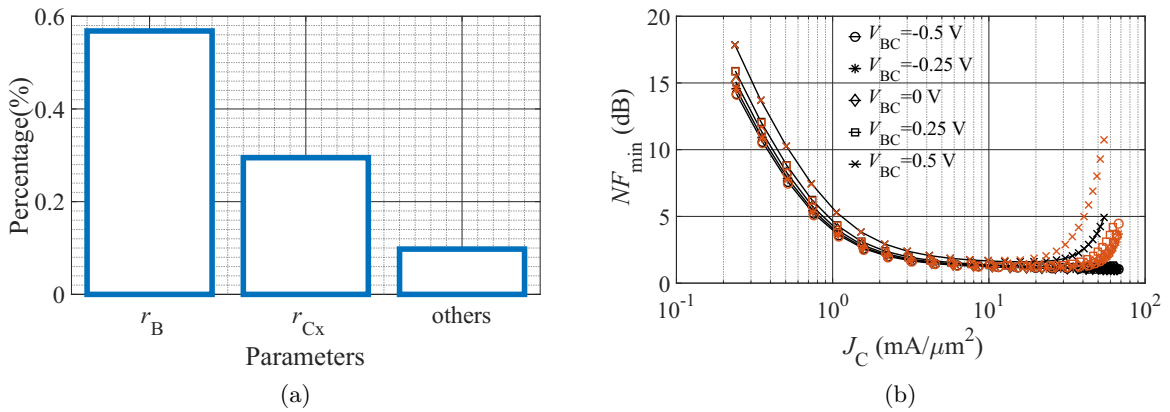 0.6
0.4
0.2
0
Percentage(%)
r_B
r_Cx
others
Parameters
(a)
20
15
10
5
0
NF_min (dB)
V_BC=-0.5 V
V_BC=-0.25 V
V_BC=0 V
V_BC=0.25 V
V_BC=0.5 V
10^-1
10^0
10^1
10^2
J_C (mA/μm^2)
(b)